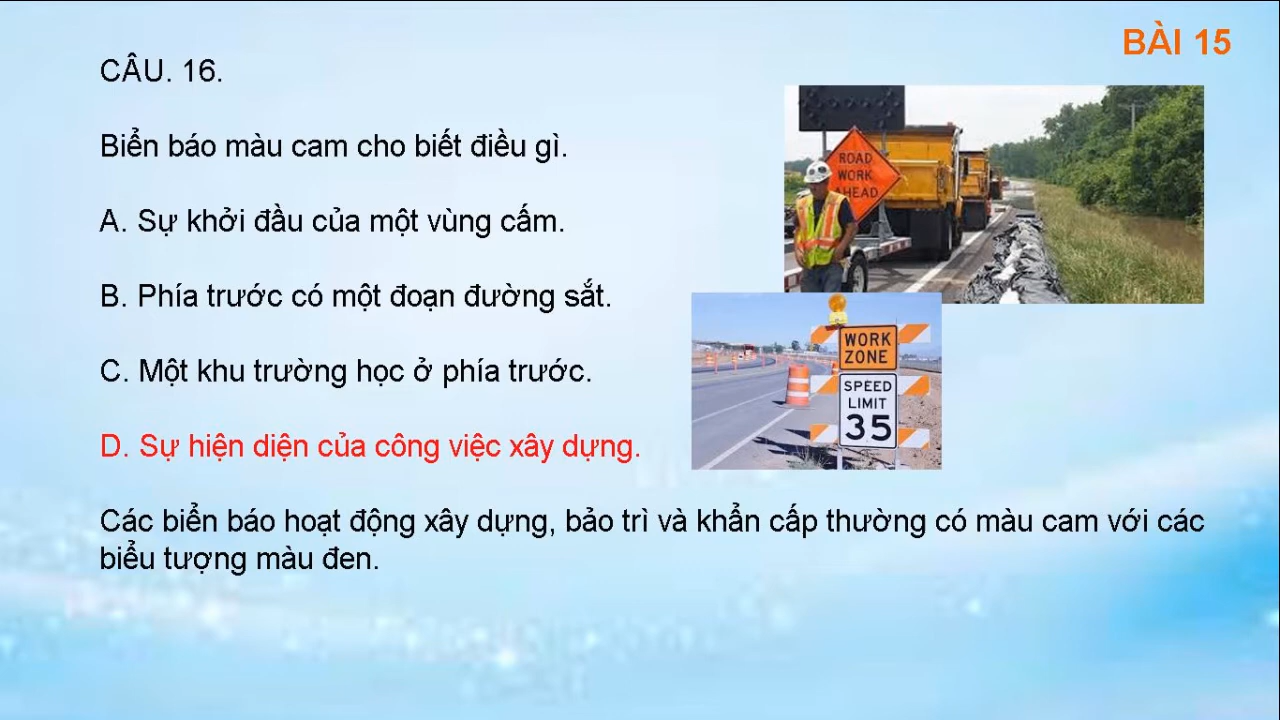 BÀI 15
CÂU. 16.
Biển báo màu cam cho biết điều gì.
A. Sự khởi đầu của một vùng cấm.
B. Phía trước có một đoạn đường sắt.
C. Một khu trường học ở phía trước.
D. Sự hiện diện của công việc xây dựng.
Các biển báo hoạt động xây dựng, bảo trì và khẩn cấp thường có màu cam với các
biểu tượng màu đen.
ROAD
WORK
AHEAD
WORK
ZONE
SPEED
LIMIT
35